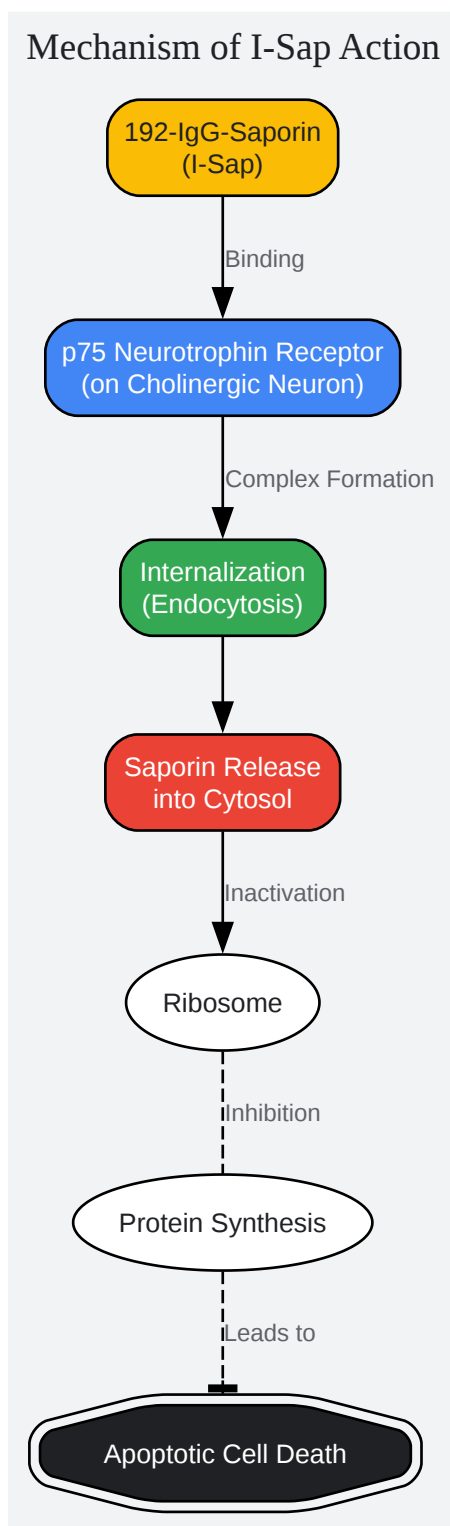 Mechanism of I-Sap Action
192-IgG-Saporin
(I-Sap)
Binding
p75 Neurotrophin Receptor
(on Cholinergic Neuron)
Complex Formation
Internalization
(Endocytosis)
Saporin Release
into Cytosol
Inactivation
Ribosome
Inhibition
Protein Synthesis
Leads to
Apoptotic Cell Death